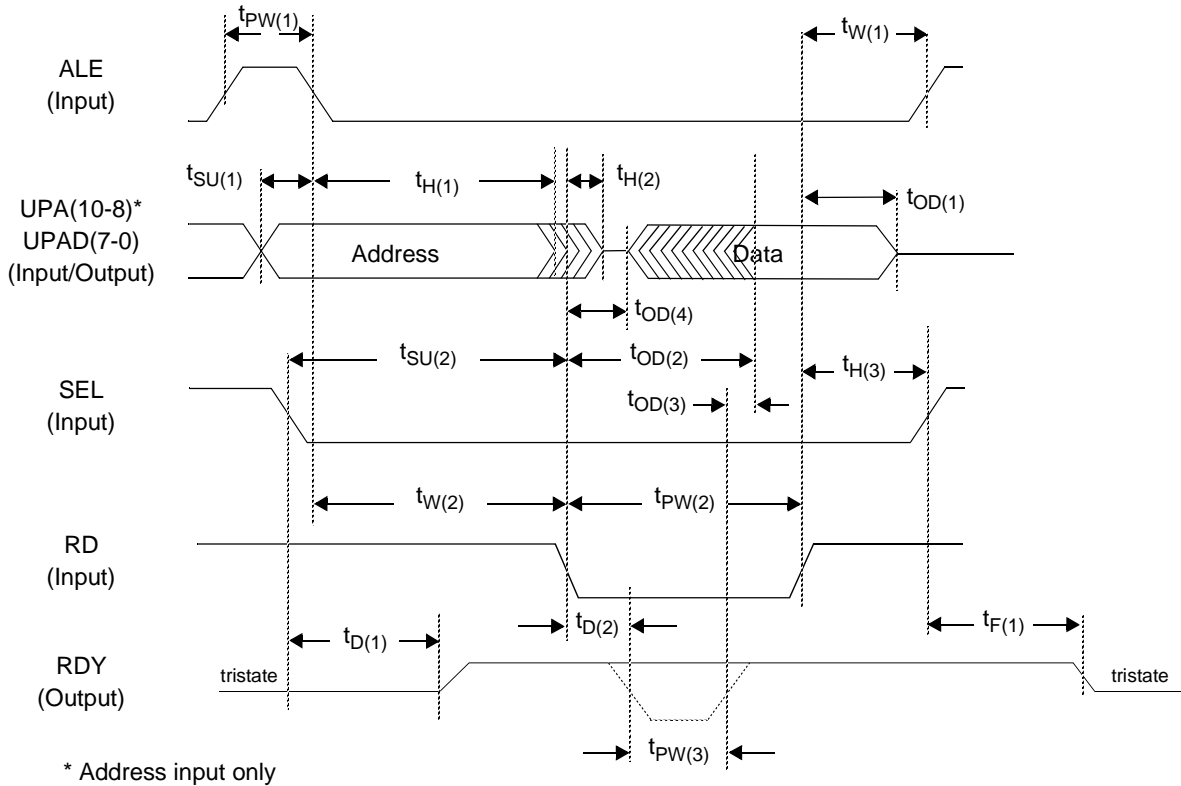 tPW(1)
tW(1)
ALE
(Input)
tSU(1)
tH(1)
tH(2)
tOD(1)
UPA(10-8)*
UPAD(7-0)
(Input/Output)
Address
Data
tOD(4)
tSU(2)
tOD(2)
tH(3)
SEL
(Input)
tOD(3)
tW(2)
tPW(2)
RD
(Input)
tD(1)
tD(2)
tF(1)
RDY
(Output)
tristate
tristate
tPW(3)
* Address input only